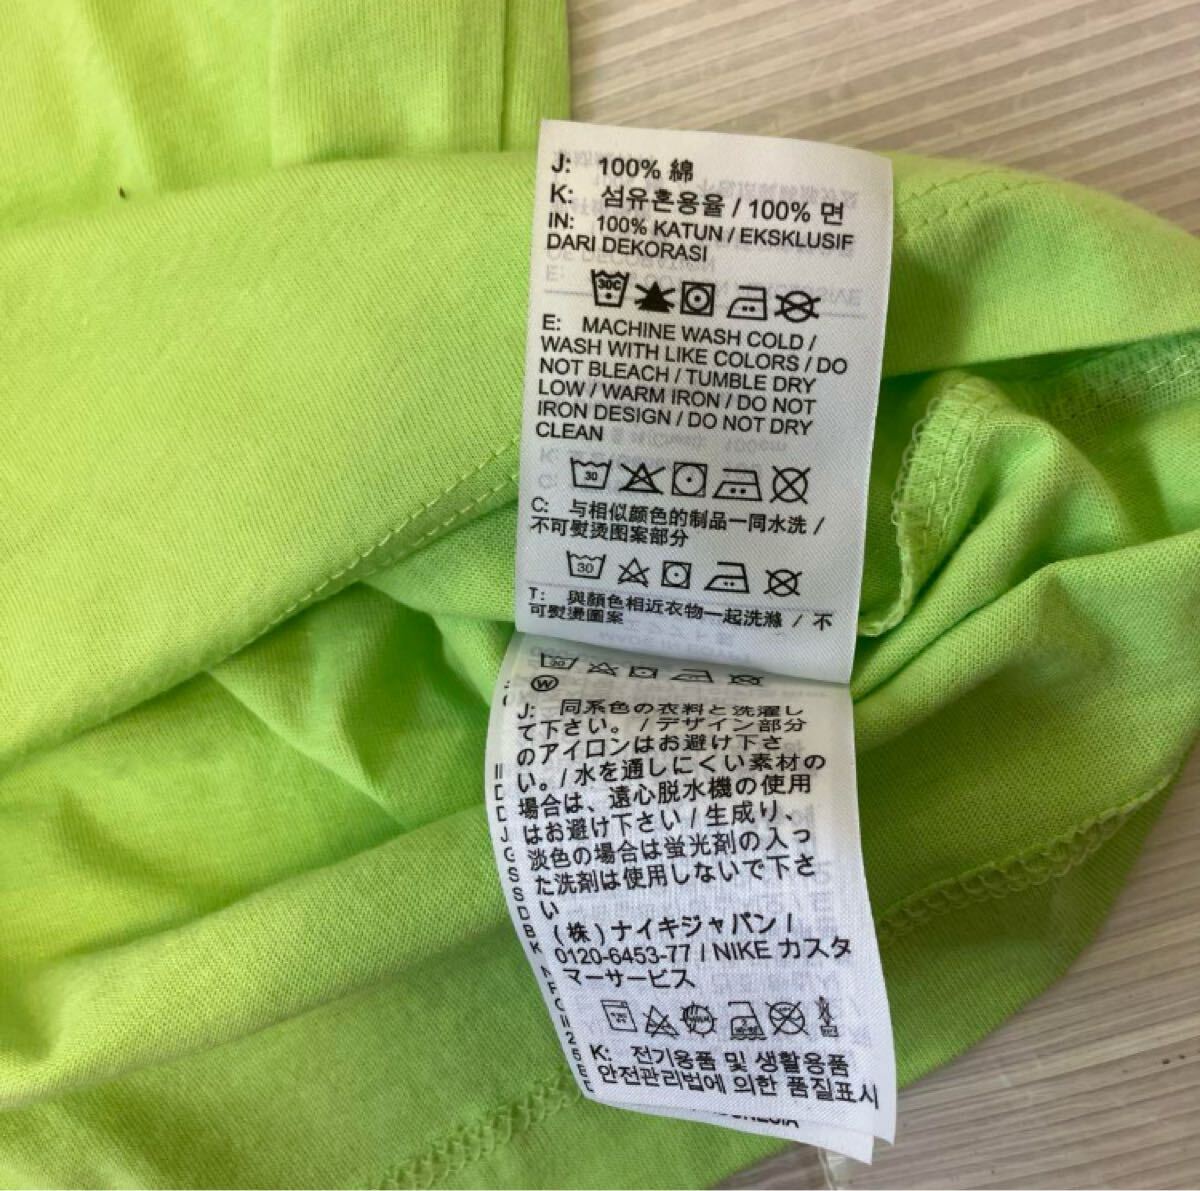 J: 100% 綿
K: 섬유혼용율 / 100% 면
IN: 100% KATUN / EKSKLUSIF
DARI DEKORASI
30C
E: MACHINE WASH COLD /
WASH WITH LIKE COLORS / DO
NOT BLEACH / TUMBLE DRY
LOW / WARM IRON / DO NOT
IRON DESIGN / DO NOT DRY
CLEAN
30
C: 与相似颜色的制品一同水洗 /
不可熨烫图案部分
30
T: 與顏色相近衣物一起洗滌 / 不
可熨燙圖案
30
W
J: 同系色の衣料と洗濯し
て下さい。/ デザイン部分
のアイロンはお避け下さ
い。/ 水を通しにくい素材の
場合は、遠心脱水機の使用
はお避け下さい / 生成り、
淡色の場合は蛍光剤の入っ
た洗剤は使用しないで下さ
い
(株) ナイキジャパン /
0120-6453-77 / NIKE カスタ
マーサービス
K: 전기용품 및 생활용품
안전관리법에 의한 품질표시